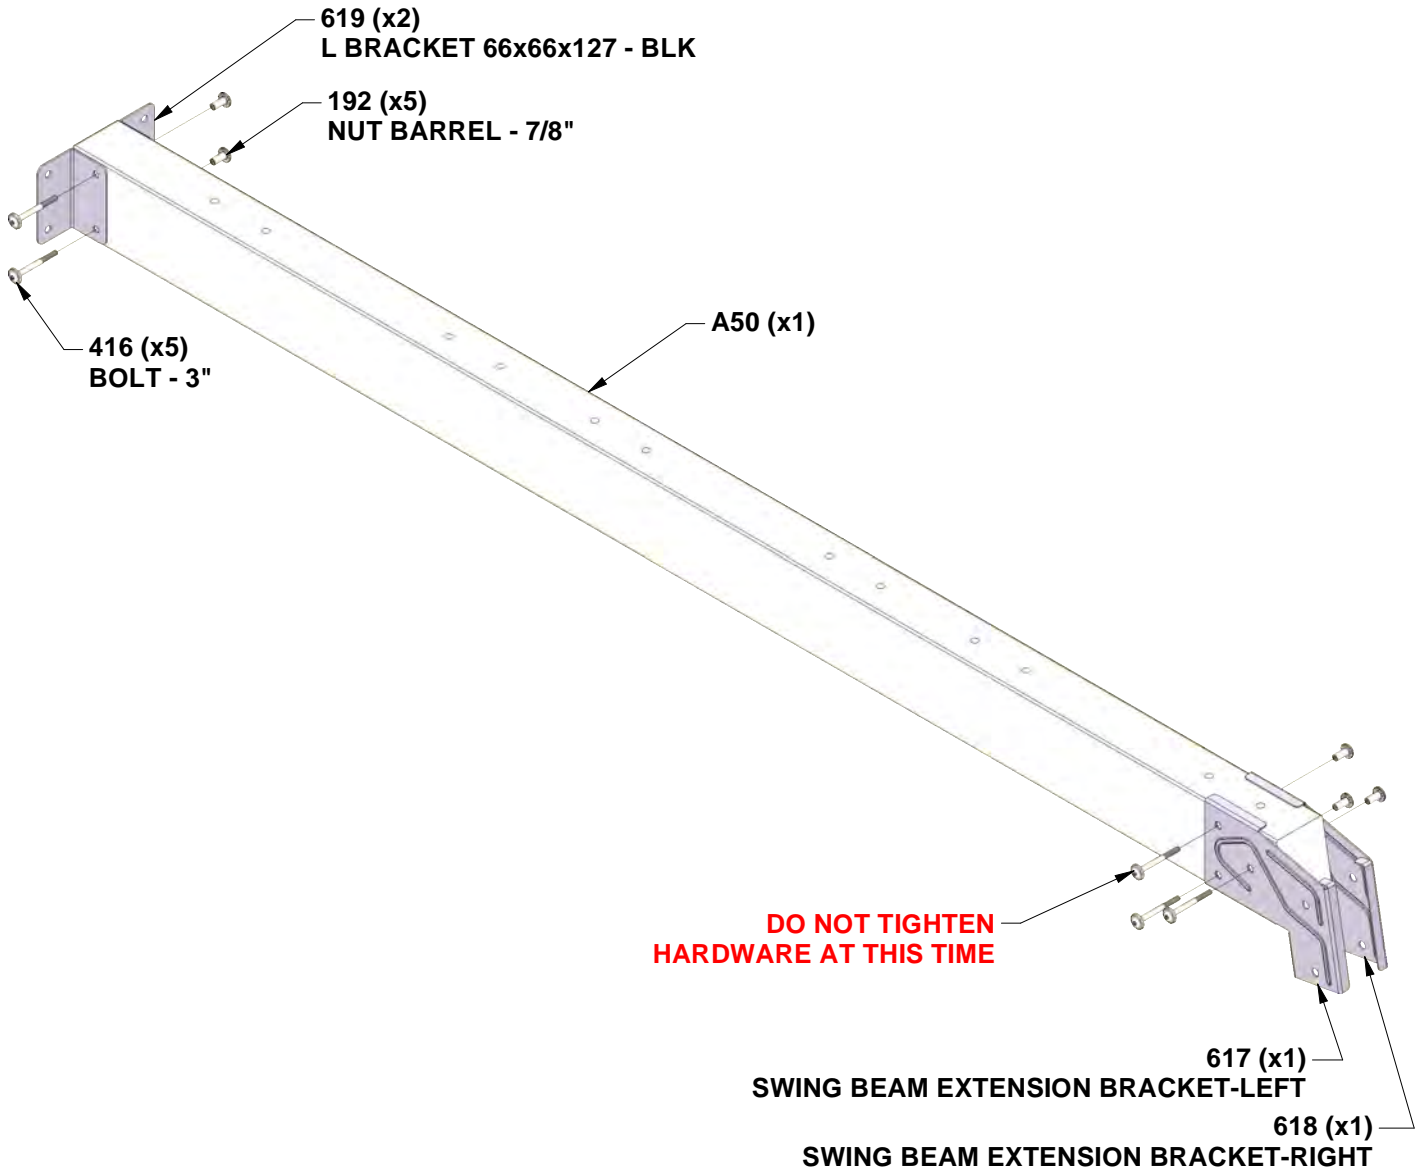 619 (x2)
L BRACKET 66x66x127 - BLK
192 (x5)
NUT BARREL - 7/8"
A50 (x1)
416 (x5)
BOLT - 3"
DO NOT TIGHTEN
HARDWARE AT THIS TIME
617 (x1)
SWING BEAM EXTENSION BRACKET-LEFT
618 (x1)
SWING BEAM EXTENSION BRACKET-RIGHT